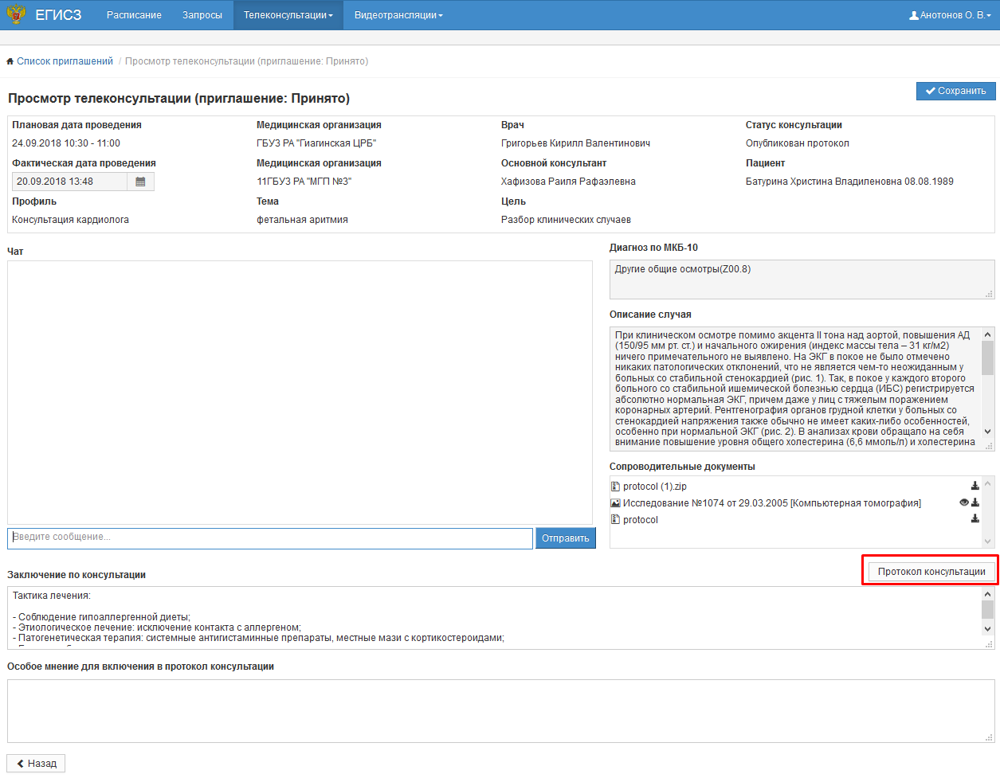 ЕГИСЗ Расписание Запросы Телеконсультации Видеотрансляции Анотонов О. В.
Список приглашений / Просмотр телеконсультации (приглашение: Принято)
Просмотр телеконсультации (приглашение: Принято) Сохранить
Плановая дата проведения Медицинская организация Врач Статус консультации
24.09.2018 10:30 - 11:00 ГБУЗ РА "Гиагинская ЦРБ" Григорьев Кирилл Валентинович Опубликован протокол
Фактическая дата проведения Медицинская организация Основной консультант Пациент
20.09.2018 13:48 11ГБУЗ РА "МГП №3" Хафизова Раиля Рафаэлевна Батурина Христина Владиленовна 08.08.1989
Профиль Тема Цель
Консультация кардиолога фетальная аритмия Разбор клинических случаев
Чат
Введите сообщение... Отправить
Диагноз по МКБ-10
Другие общие осмотры(Z00.8)
Описание случая
При клиническом осмотре помимо акцента II тона над аортой, повышения АД
(150/95 мм рт. ст.) и начального ожирения (индекс массы тела – 31 кг/м2)
ничего примечательного не выявлено. На ЭКГ в покое не было отмечено
никаких патологических отклонений, что не является чем-то неожиданным у
больных со стабильной стенокардией (рис. 1). Так, в покое у каждого второго
больного со стабильной ишемической болезнью сердца (ИБС) регистрируется
абсолютно нормальная ЭКГ, причем даже у лиц с тяжелым поражением
коронарных артерий. Рентгенография органов грудной клетки у больных со
стенокардией напряжения также обычно не имеет каких-либо особенностей,
особенно при нормальной ЭКГ (рис. 2). В анализах крови обращало на себя
внимание повышение уровня общего холестерина (6,6 ммоль/л) и холестерина
Сопроводительные документы
protocol (1).zip
Исследование №1074 от 29.03.2005 [Компьютерная томография]
protocol
Протокол консультации
Заключение по консультации
Тактика лечения:
- Соблюдение гипоаллергенной диеты;
- Этиологическое лечение: исключение контакта с аллергеном;
- Патогенетическая терапия: системные антигистаминные препараты, местные мази с кортикостероидами;
Особое мнение для включения в протокол консультации
Назад